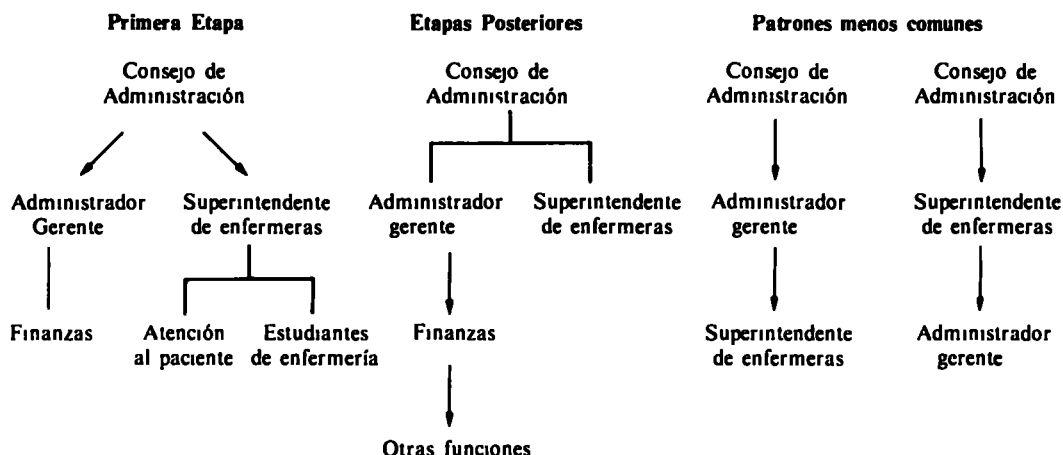 Primera Etapa
Etapas Posteriores
Patrones menos comunes
Consejo de
Administración
Consejo de
Administración
Consejo de
Administración
Consejo de
Administración
Administrador
Gerente
Superintendente
de enfermeras
Administrador
gerente
Superintendente
de enfermeras
Administrador
gerente
Superintendente
de enfermeras
Finanzas
Atención
al paciente
Estudiantes
de enfermería
Finanzas
Superintendente
de enfermeras
Administrador
gerente
Otras funciones